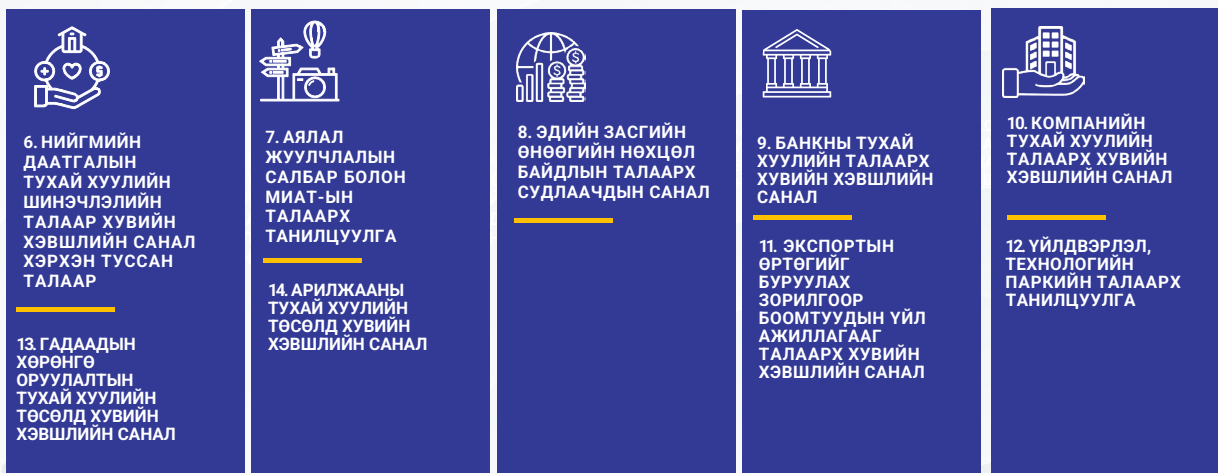 6. НИЙГМИЙН
ДААТГАЛЫН
ТУХАЙ ХУУЛИЙН
ШИНЭЧЛЭЛИЙН
ТАЛААР ХУВИЙН
ХЭВШЛИЙН САНАЛ
ХЭРХЭН ТУССАН
ТАЛААР
13. ГАДААДЫН
ХӨРӨНГӨ
ОРУУЛАЛТЫН
ТУХАЙ ХУУЛИЙН
ТӨСӨЛД ХУВИЙН
ХЭВШЛИЙН САНАЛ
7. АЯЛАЛ
ЖУУЛЧЛАЛЫН
САЛБАР БОЛОН
МИАТ-ЫН
ТАЛААРХ
ТАНИЛЦУУЛГА
14. АРИЛЖААНЫ
ТУХАЙ ХУУЛИЙН
ТӨСӨЛД ХУВИЙН
ХЭВШЛИЙН САНАЛ
8. ЭДИЙН ЗАСГИЙН
ӨНӨӨГИЙН НӨХЦӨЛ
БАЙДЛЫН ТАЛААРХ
СУДЛААЧДЫН САНАЛ
9. БАНКНЫ ТУХАЙ
ХУУЛИЙН ТАЛААРХ
ХУВИЙН ХЭВШЛИЙН
САНАЛ
11. ЭКСПОРТЫН
ӨРТӨГИЙГ
БУРУУЛАХ
ЗОРИЛГООР
БООМТУУДЫН ҮЙЛ
АЖИЛЛАГААГ
ТАЛААРХ ХУВИЙН
ХЭВШЛИЙН САНАЛ
10. КОМПАНИЙН
ТУХАЙ ХУУЛИЙН
ТАЛААРХ ХУВИЙН
ХЭВШЛИЙН САНАЛ
12. ҮЙЛДВЭРЛЭЛ,
ТЕХНОЛОГИЙН
ПАРКИЙН ТАЛААРХ
ТАНИЛЦУУЛГА